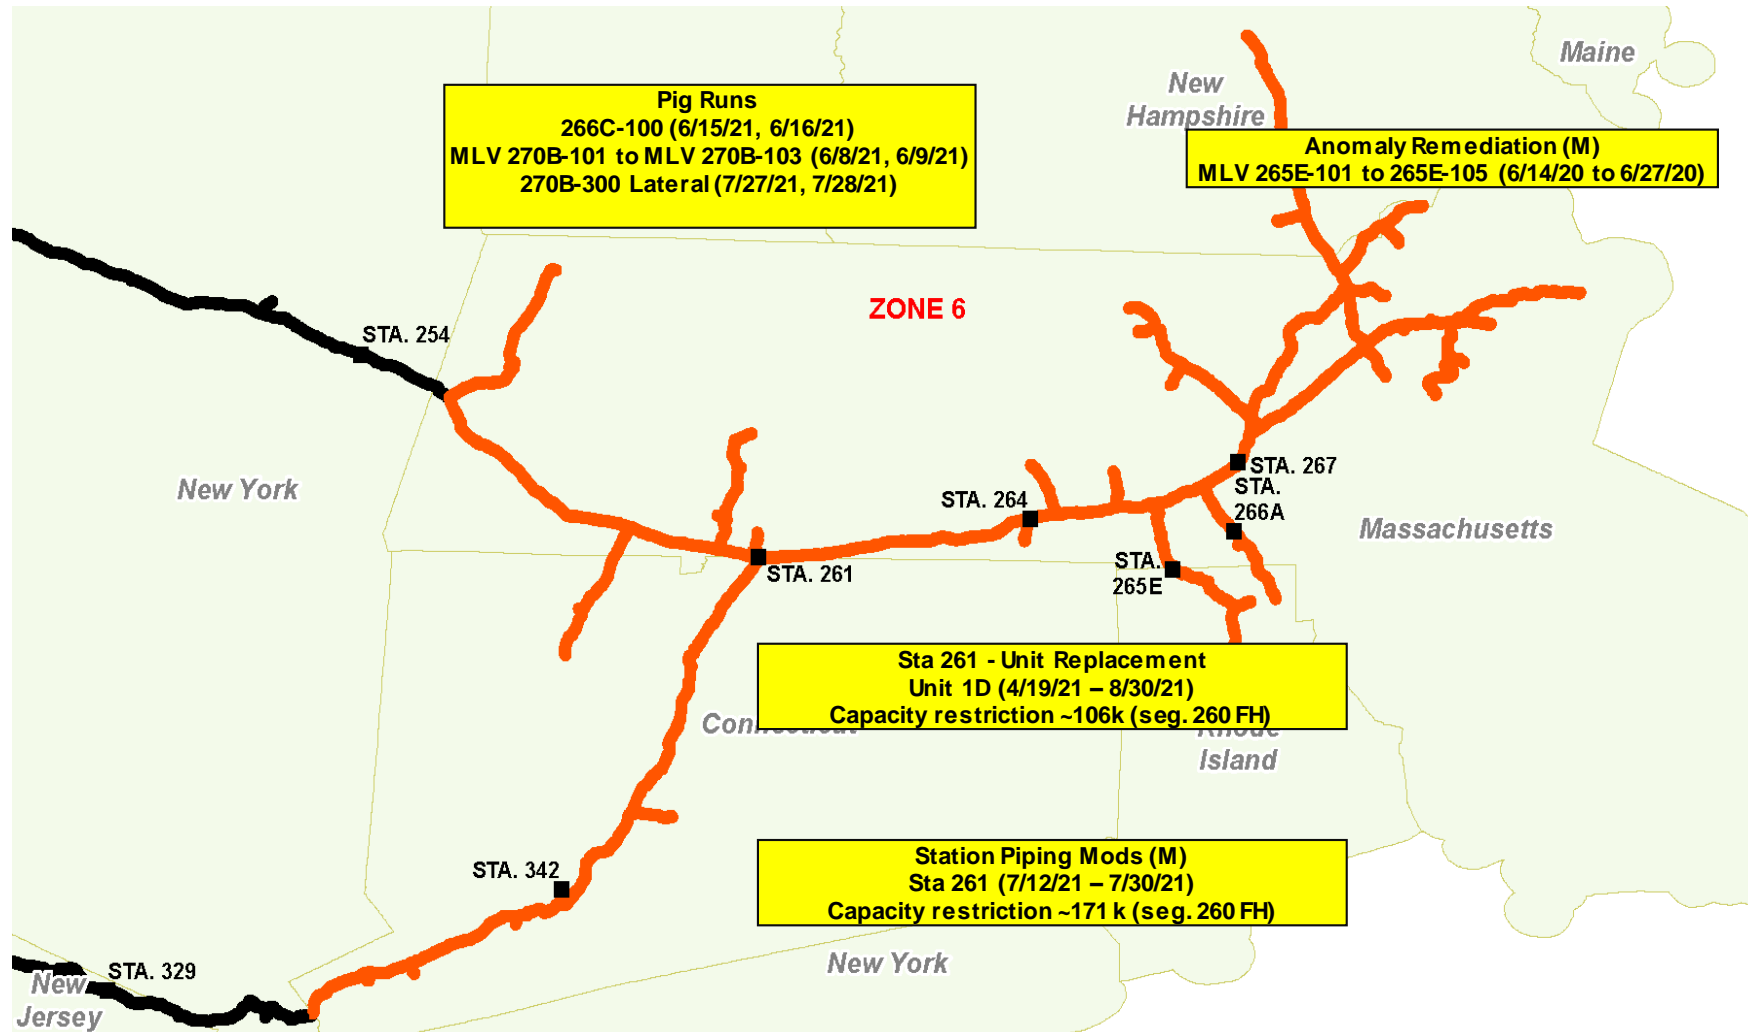 Maine
New
Hampshire
Pig Runs
266C-100 (6/15/21, 6/16/21)
MLV 270B-101 to MLV 270B-103 (6/8/21, 6/9/21)
270B-300 Lateral (7/27/21, 7/28/21)
Anomaly Remediation (M)
MLV 265E-101 to 265E-105 (6/14/20 to 6/27/20)
ZONE 6
STA. 254
New York
STA. 267
STA.
266A
STA. 264
Massachusetts
STA. 261
STA.
265E
Sta 261 - Unit Replacement
Unit 1D (4/19/21 – 8/30/21)
Capacity restriction ~106k (seg. 260 FH)
Connecticut
Rhode
Island
Station Piping Mods (M)
Sta 261 (7/12/21 – 7/30/21)
Capacity restriction ~171k (seg. 260 FH)
STA. 342
New York
STA. 329
New
Jersey